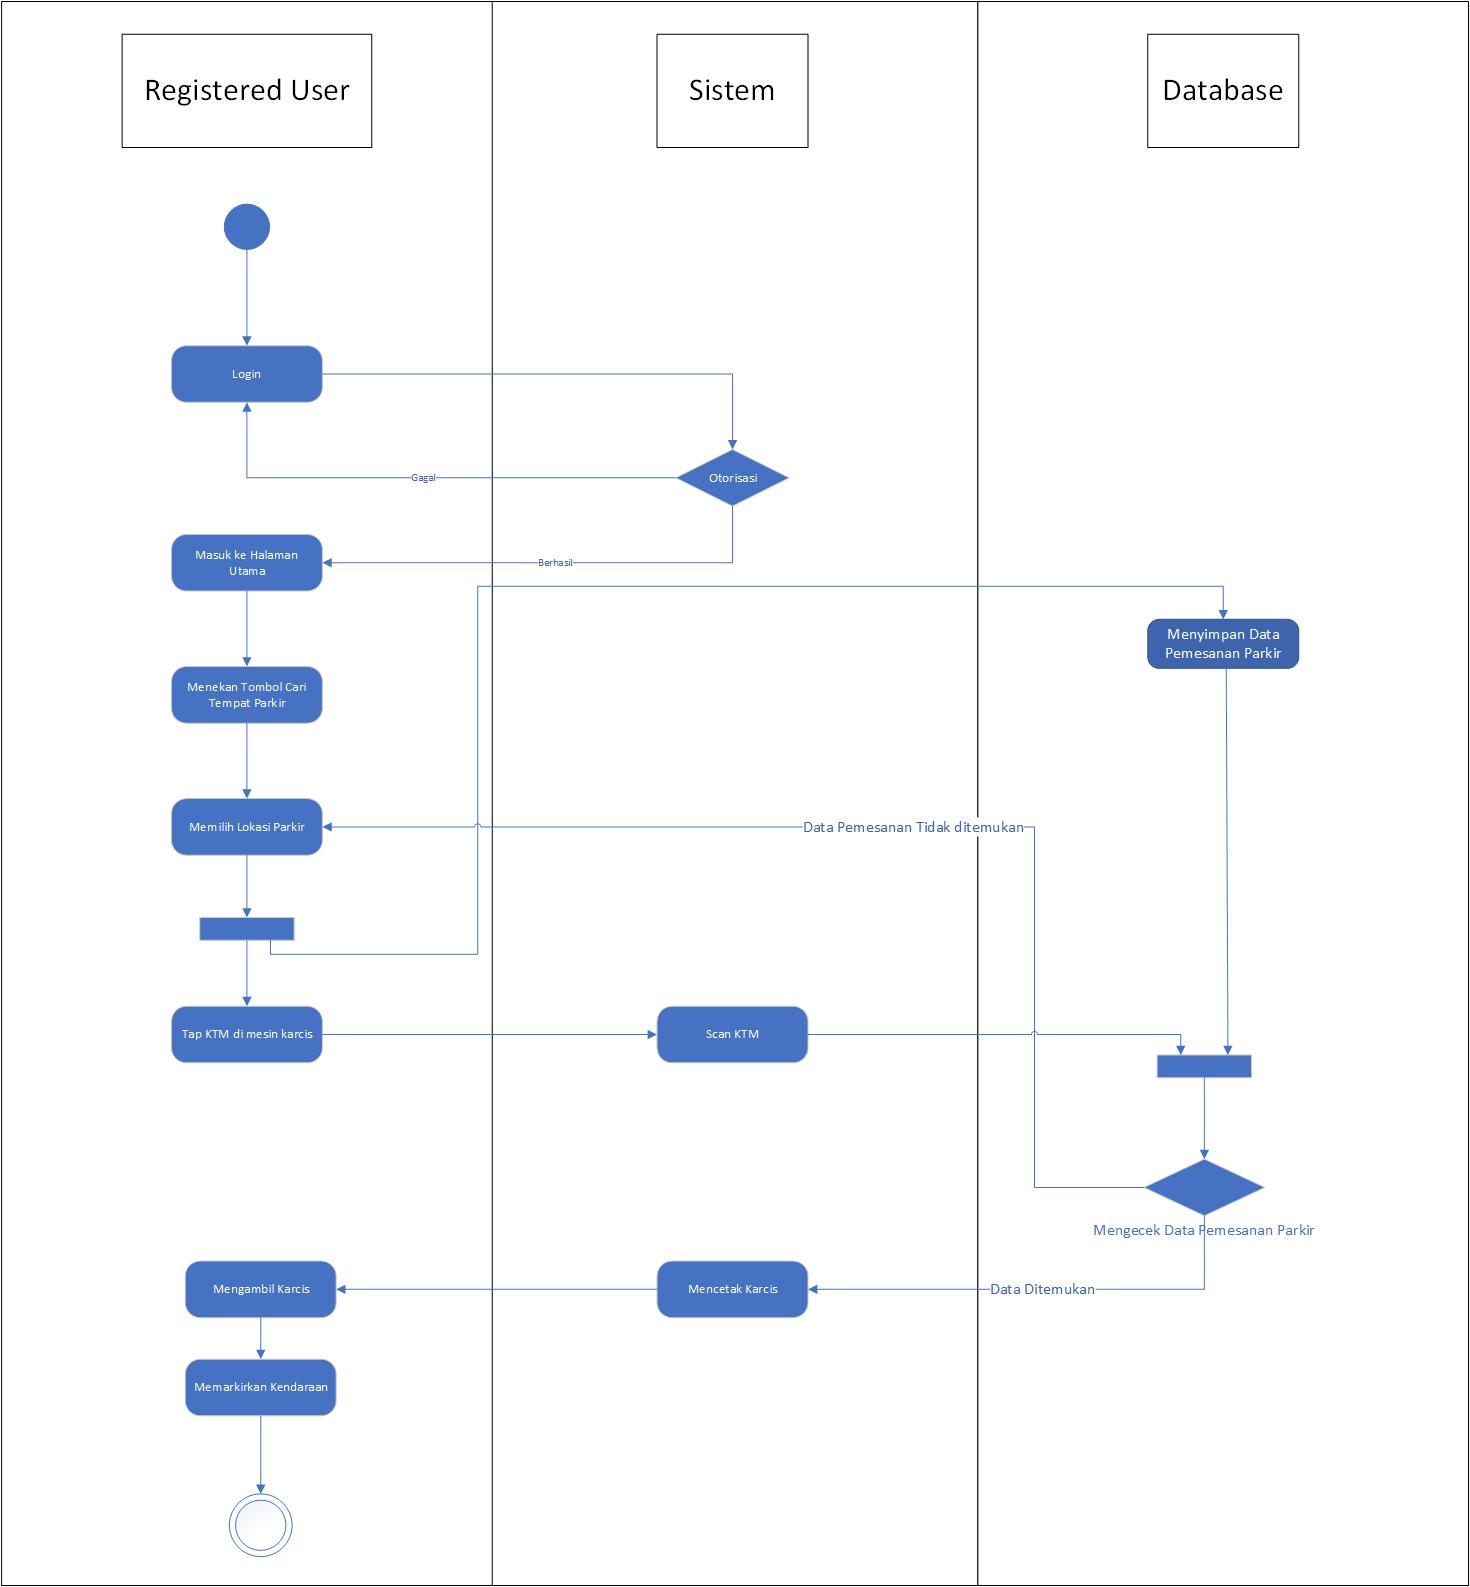 Registered User
Sistem
Database
Login
Otorisasi
Gagal
Masuk ke Halaman
Utama
Berhasil
Menyimpan Data
Pemesanan Parkir
Menekan Tombol Cari
Tempat Parkir
Memilih Lokasi Parkir
Data Pemesanan Tidak ditemukan
Tap KTM di mesin karcis
Scan KTM
Mengecek Data Pemesanan Parkir
Mengambil Karcis
Mencetak Karcis
Data Ditemukan
Memarkirkan Kendaraan